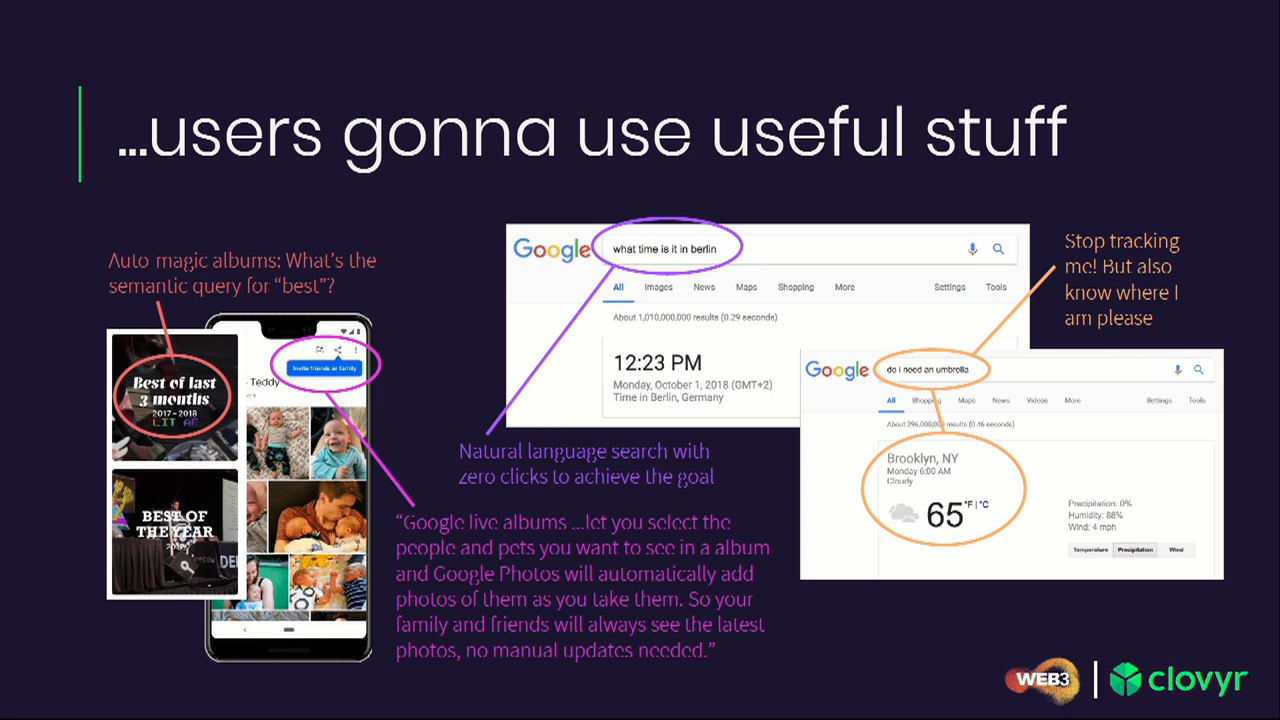 ...users gonna use useful stuff
Auto-magic albums: What's the
semantic query for "best"?
Best of last
3 months
2017-2018
LIT AF
BEST OF
THE YEAR
Invite friends or family
Teddy
Google
what time is it in berlin
All Images News Maps Shopping More Settings Tools
About 1,010,000,000 results (0.29 seconds)
12:23 PM
Monday, October 1, 2018 (GMT+2)
Time in Berlin, Germany
Natural language search with
zero clicks to achieve the goal
"Google live albums ...let you select the
people and pets you want to see in a album
and Google Photos will automatically add
photos of them as you take them. So your
family and friends will always see the latest
photos, no manual updates needed."
Stop tracking
me! But also
know where I
am please
Google
do i need an umbrella
All Shopping Maps News Videos More Settings Tools
About 296,000,000 results (0.46 seconds)
Brooklyn, NY
Monday 6:00 AM
Cloudy
65 °F | °C
Precipitation: 0%
Humidity: 88%
Wind: 4 mph
Temperature Precipitation Wind
WEB3 clovyr